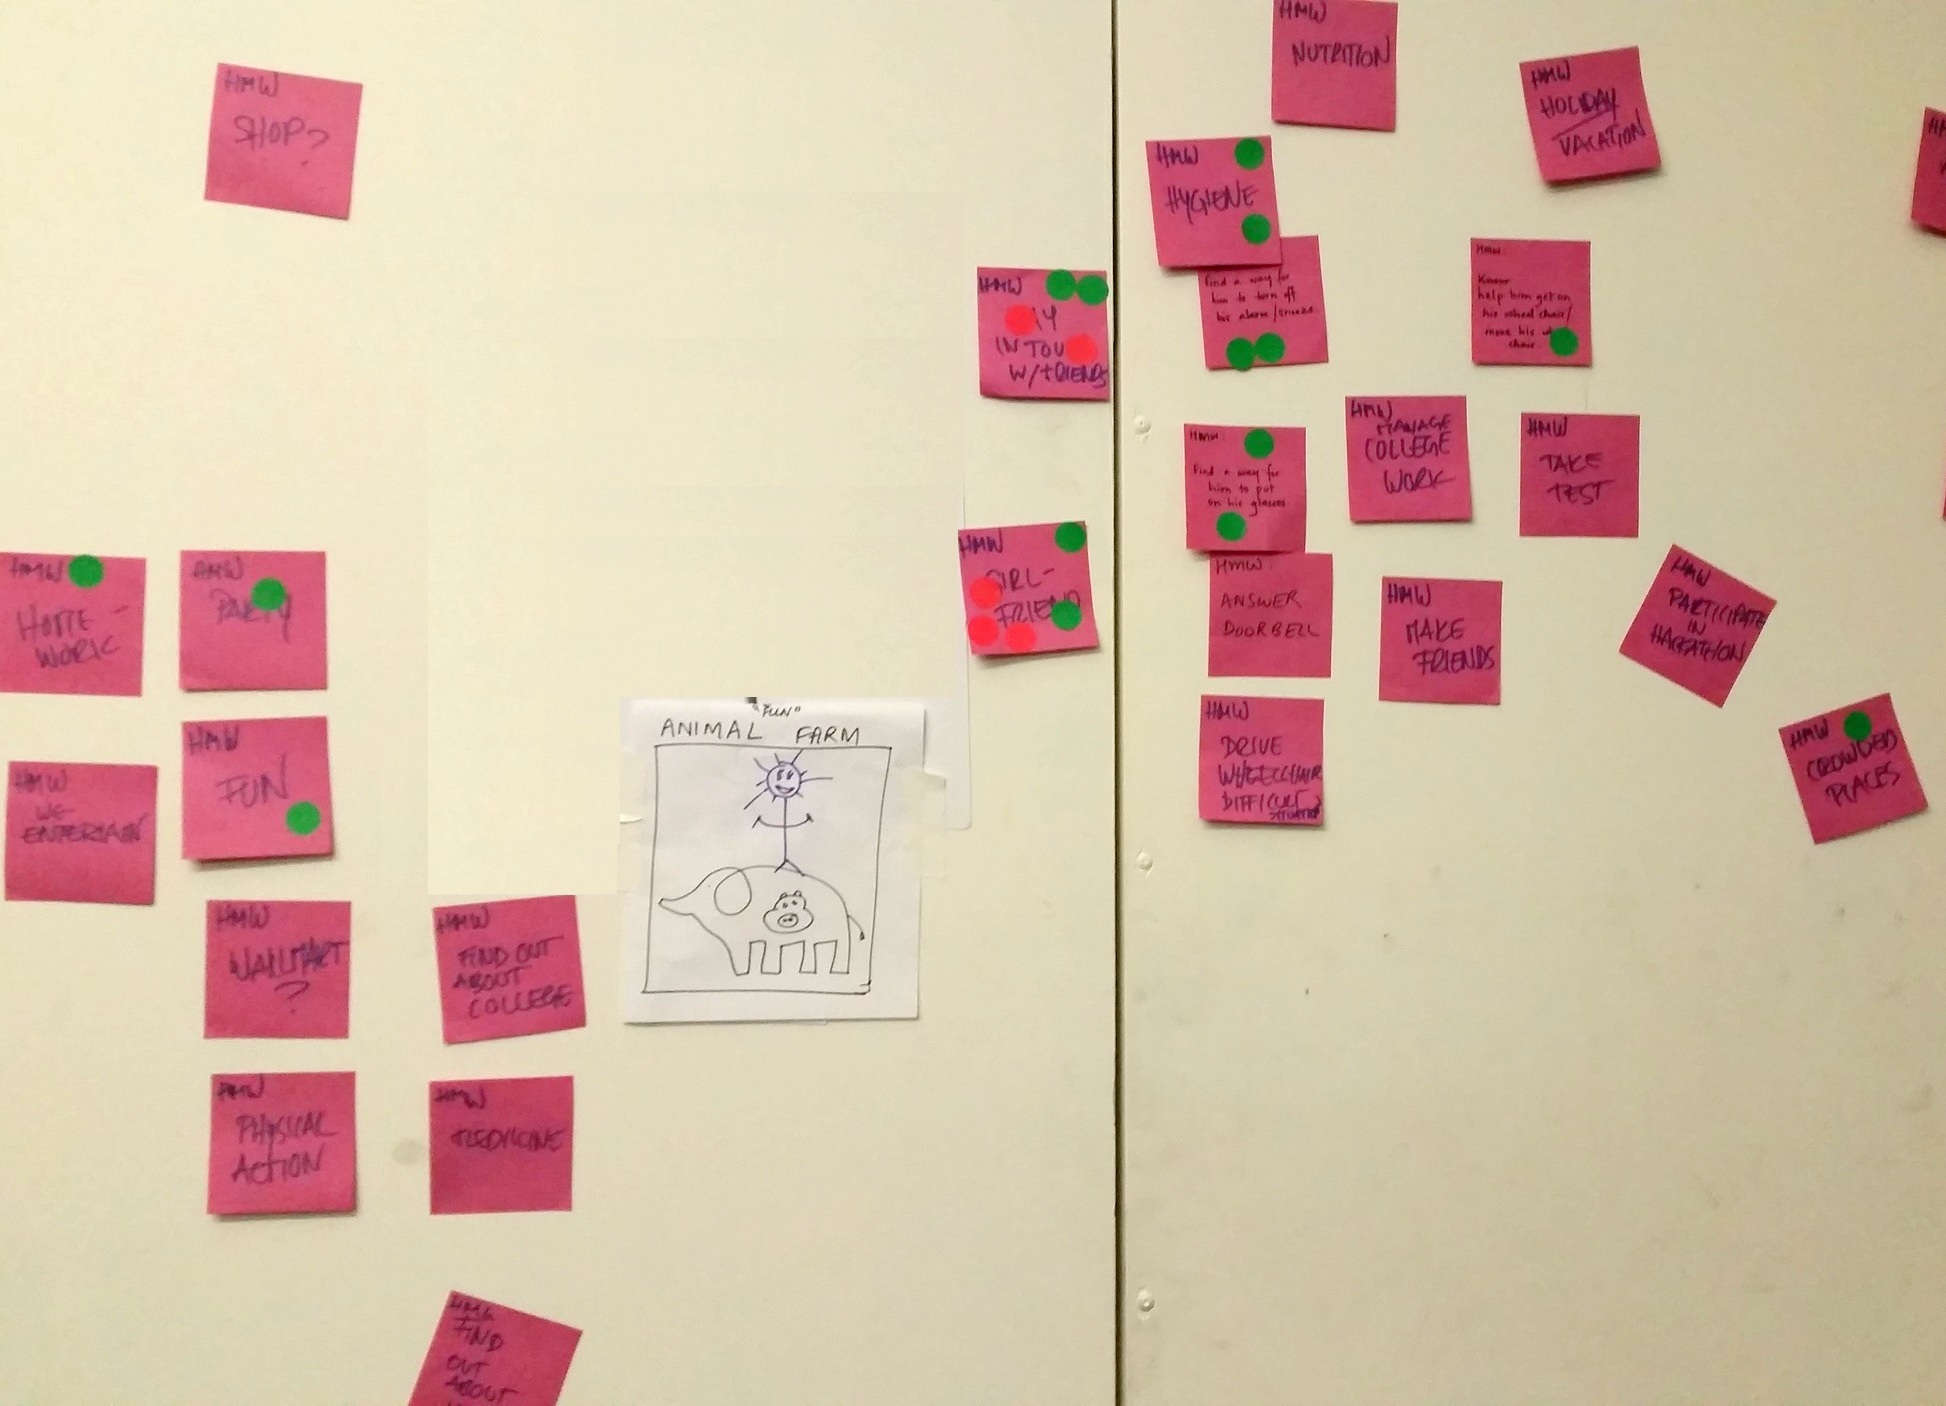 HMW
SHOP?
HMW
HOME-
WORK
HMW
PARTY
HMW
WE
ENTERTAIN
HMW
FUN
HMW
WALLMART
?
HMW
FIND OUT
ABOUT
COLLEGE
HMW
PHYSICAL
ACTION
HMW
MEDICINE
FIND
OUT
ABOUT
"FUN"
ANIMAL FARM
HMW
IN TOU
W/FRIENDS
HMW
GIRL-
FRIEND
HMW
NUTRITION
HMW
HOLIDAY/
VACATION
HMW
HYGIENE
find a way for
him to turn off
his alarm/snooze
HMW:
Know
help him get on
his wheel chair/
move his
chair
HMW:
Find a way for
him to put
on his glasses
HMW
MANAGE
COLLEGE
WORK
HMW
TAKE
TEST
HMW:
ANSWER
DOORBELL
HMW
MAKE
FRIENDS
HMW
PARTICIPATE
IN
HACKATHON
HMW
DRIVE
WHEELCHAIR
DIFFICULT
SITUATION
HMW
CROWDED
PLACES